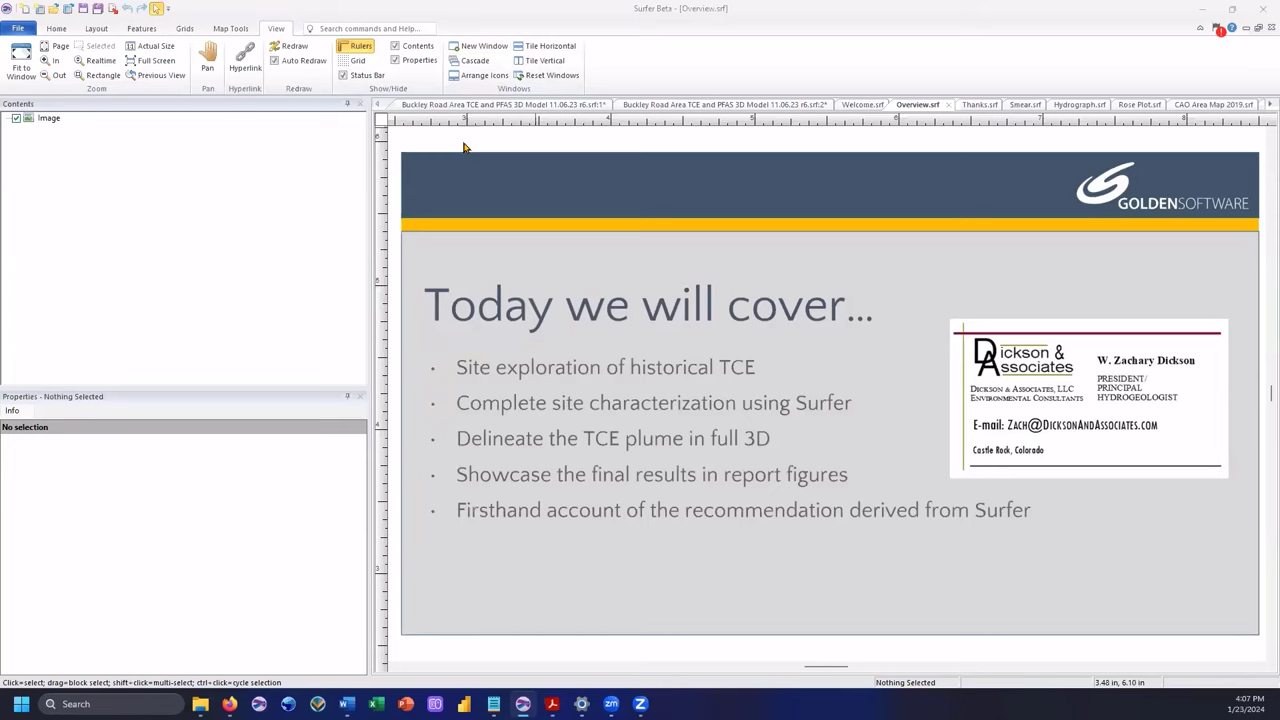 Surfer Beta - [Overview.srf]
File Home Layout Features Grids Map Tools View Search commands and help...
Fit to Window Page Selected Actual Size
In Realtime Full Screen
Out Rectangle Previous View
Zoom
Pan
Pan
Hyperlink
Hyperlink
Redraw
Auto Redraw
Redraw
Rulers Contents
Grid Properties
Status Bar
Show/Hide
New Window Tile Horizontal
Cascade Tile Vertical
Arrange Icons Reset Windows
Windows
Contents
Image
Properties - Nothing Selected
Info
No selection
Buckley Road Area TCE and PFAS 3D Model 11.06.23 r6.srf:1* Buckley Road Area TCE and PFAS 3D Model 11.06.23 r6.srf:2* Welcome.srf Overview.srf Thanks.srf Smear.srf Hydrograph.srf Rose Plot.srf CAO Area Map 2019.srf
3 5 6 7 8
6
5
4
3
GOLDENSOFTWARE
Today we will cover...
· Site exploration of historical TCE
· Complete site characterization using Surfer
· Delineate the TCE plume in full 3D
· Showcase the final results in report figures
· Firsthand account of the recommendation derived from Surfer
Dickson & Associates
DICKSON & ASSOCIATES, LLC
ENVIRONMENTAL CONSULTANTS
W. Zachary Dickson
PRESIDENT/
PRINCIPAL
HYDROGEOLOGIST
E-mail: ZACH@DICKSONANDASSOCIATES.COM
Castle Rock, Colorado
Click=select; drag=block select; shift+click=multi-select; ctrl+click=cycle selection Nothing Selected 3.48 in, 6.10 in
Search
4:07 PM
1/23/2024